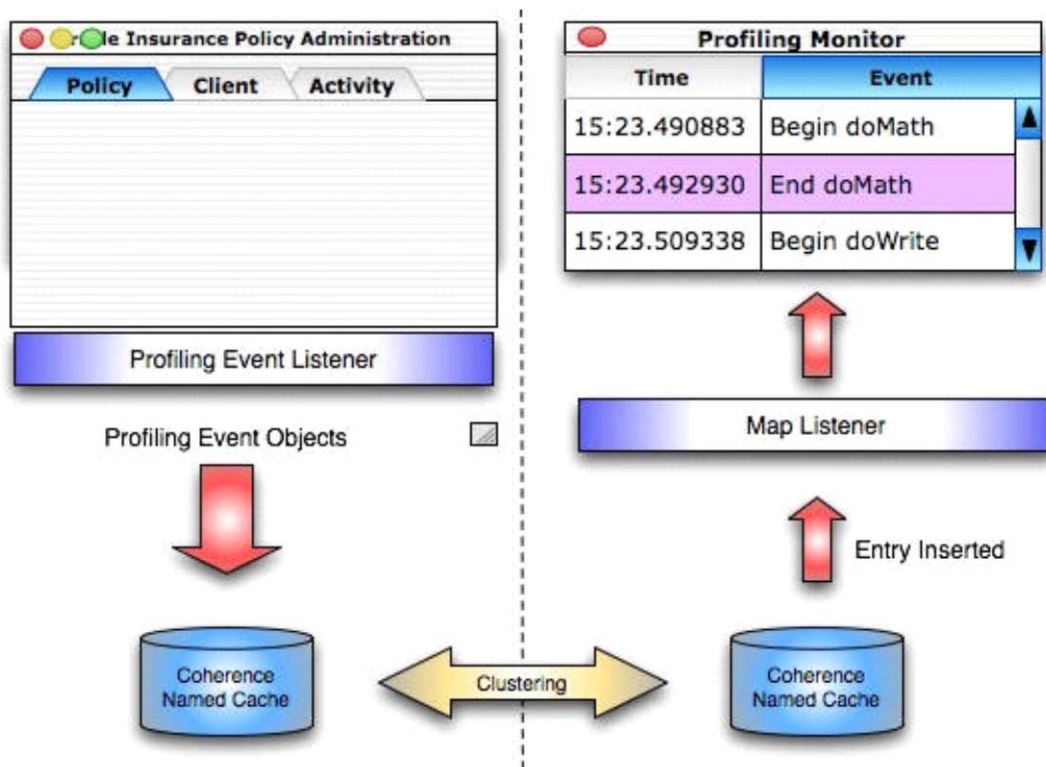 Insurance Policy Administration
Policy Client Activity
Profiling Event Listener
Profiling Event Objects
Coherence
Named Cache
Clustering
Profiling Monitor
Time Event
15:23.490883 Begin doMath
15:23.492930 End doMath
15:23.509338 Begin doWrite
Map Listener
Entry Inserted
Coherence
Named Cache